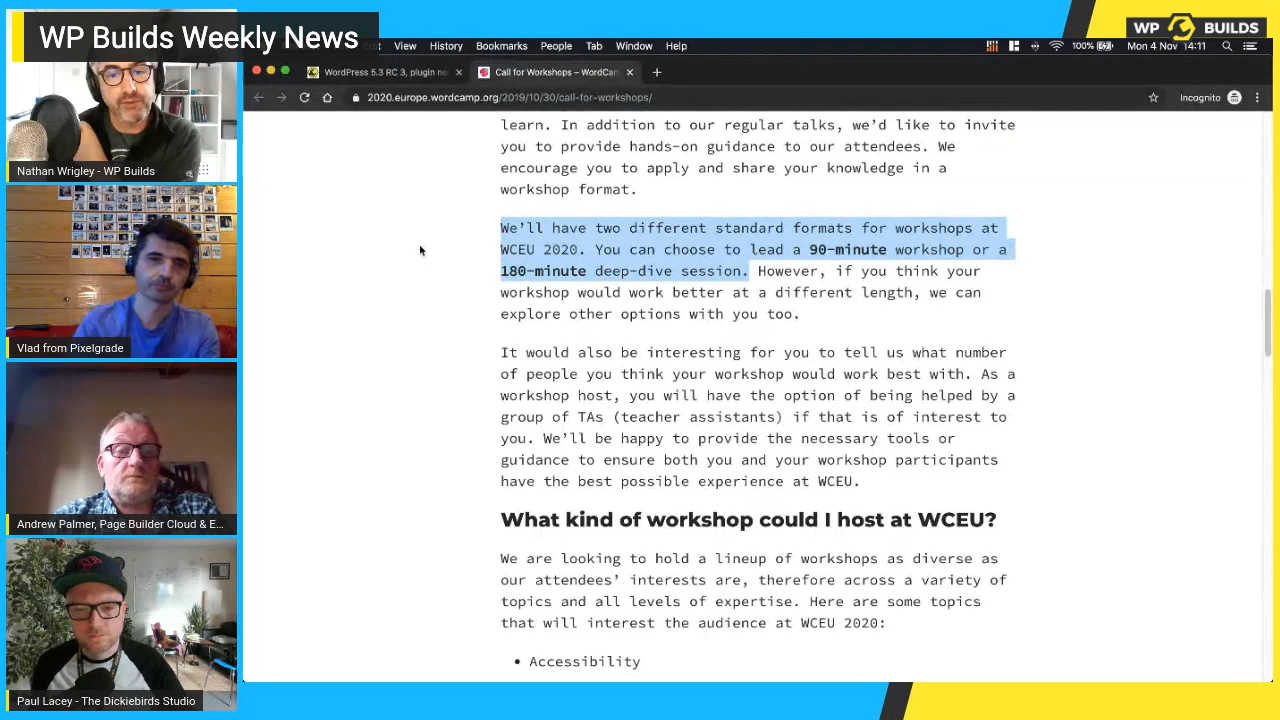 WP Builds Weekly News
WP BUILDS
View History Bookmarks People Tab Window Help
100% Mon 4 Nov 14:11
WordPress 5.3 RC 3, plugin ne
Call for Workshops – WordCam
2020.europe.wordcamp.org/2019/10/30/call-for-workshops/
Incognito
Nathan Wrigley - WP Builds
Vlad from Pixelgrade
Andrew Palmer, Page Builder Cloud & E...
Paul Lacey - The Dickiebirds Studio
learn. In addition to our regular talks, we’d like to invite
you to provide hands-on guidance to our attendees. We
encourage you to apply and share your knowledge in a
workshop format.
We’ll have two different standard formats for workshops at
WCEU 2020. You can choose to lead a 90-minute workshop or a
180-minute deep-dive session. However, if you think your
workshop would work better at a different length, we can
explore other options with you too.
It would also be interesting for you to tell us what number
of people you think your workshop would work best with. As a
workshop host, you will have the option of being helped by a
group of TAs (teacher assistants) if that is of interest to
you. We’ll be happy to provide the necessary tools or
guidance to ensure both you and your workshop participants
have the best possible experience at WCEU.
What kind of workshop could I host at WCEU?
We are looking to hold a lineup of workshops as diverse as
our attendees’ interests are, therefore across a variety of
topics and all levels of expertise. Here are some topics
that will interest the audience at WCEU 2020:
• Accessibility